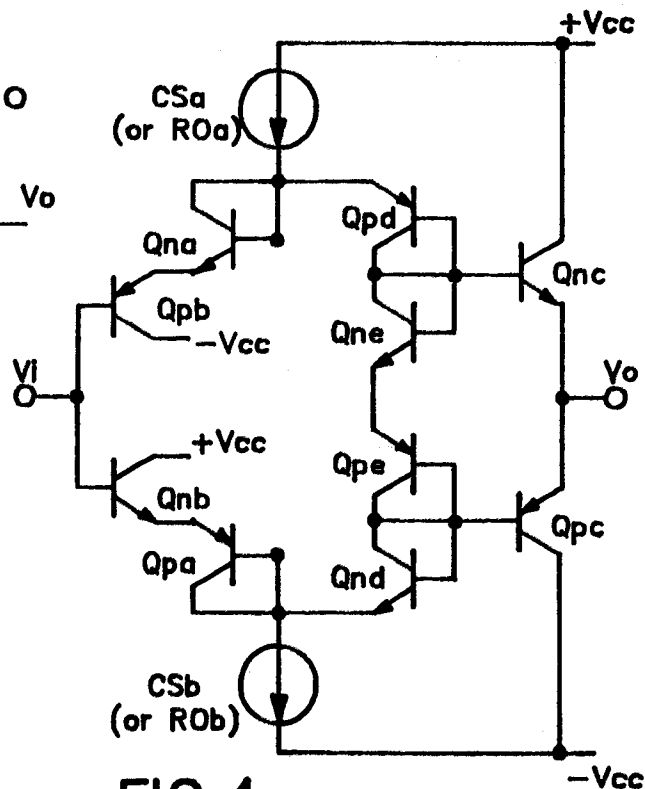 +Vcc
O
CSa
(or ROa)
Vo
Qpd
Qna
Qnc
Qpb
Qne
-Vcc
Vi
Vo
+Vcc
Qpe
Qnb
Qpc
Qpa
Qnd
CSb
(or ROb)
-Vcc